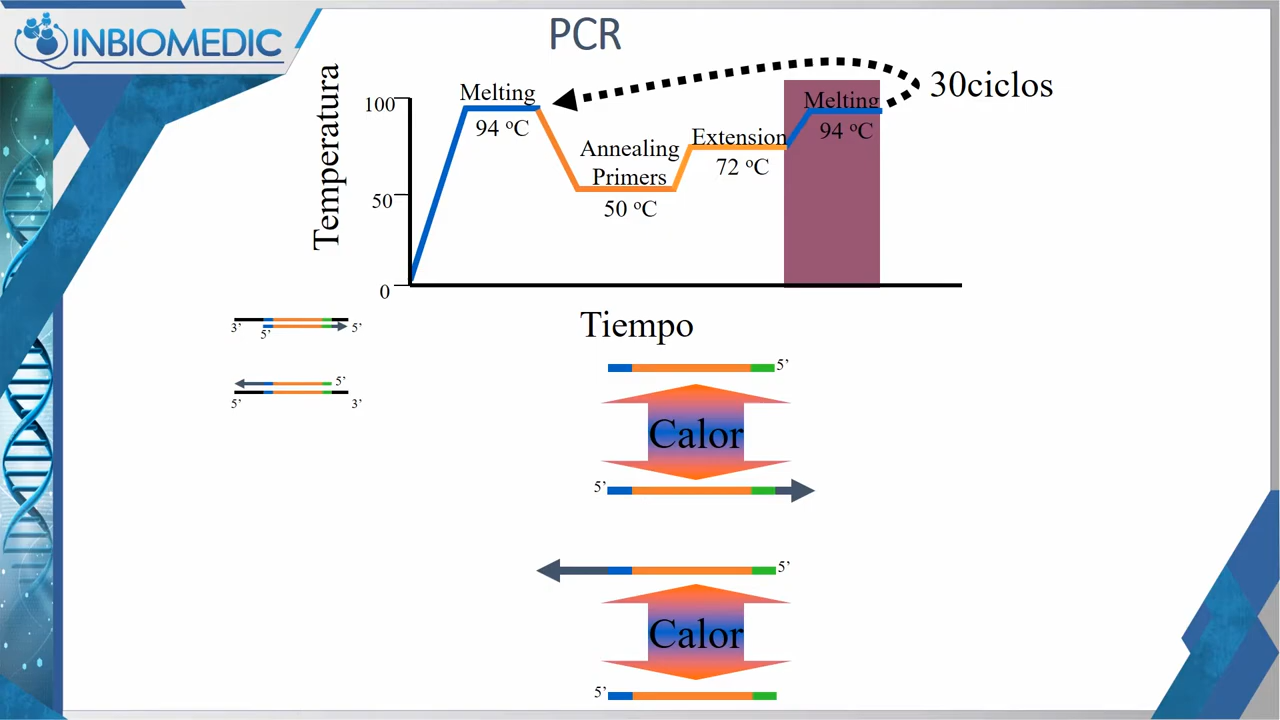 INBIOMEDIC
PCR
Temperatura
100
50
0
Melting
94 ºC
Annealing
Primers
50 ºC
Extension
72 ºC
Melting
94 ºC
30ciclos
Tiempo
3’
5’
5’
5’
5’
3’
5’
Calor
5’
5’
Calor
5’